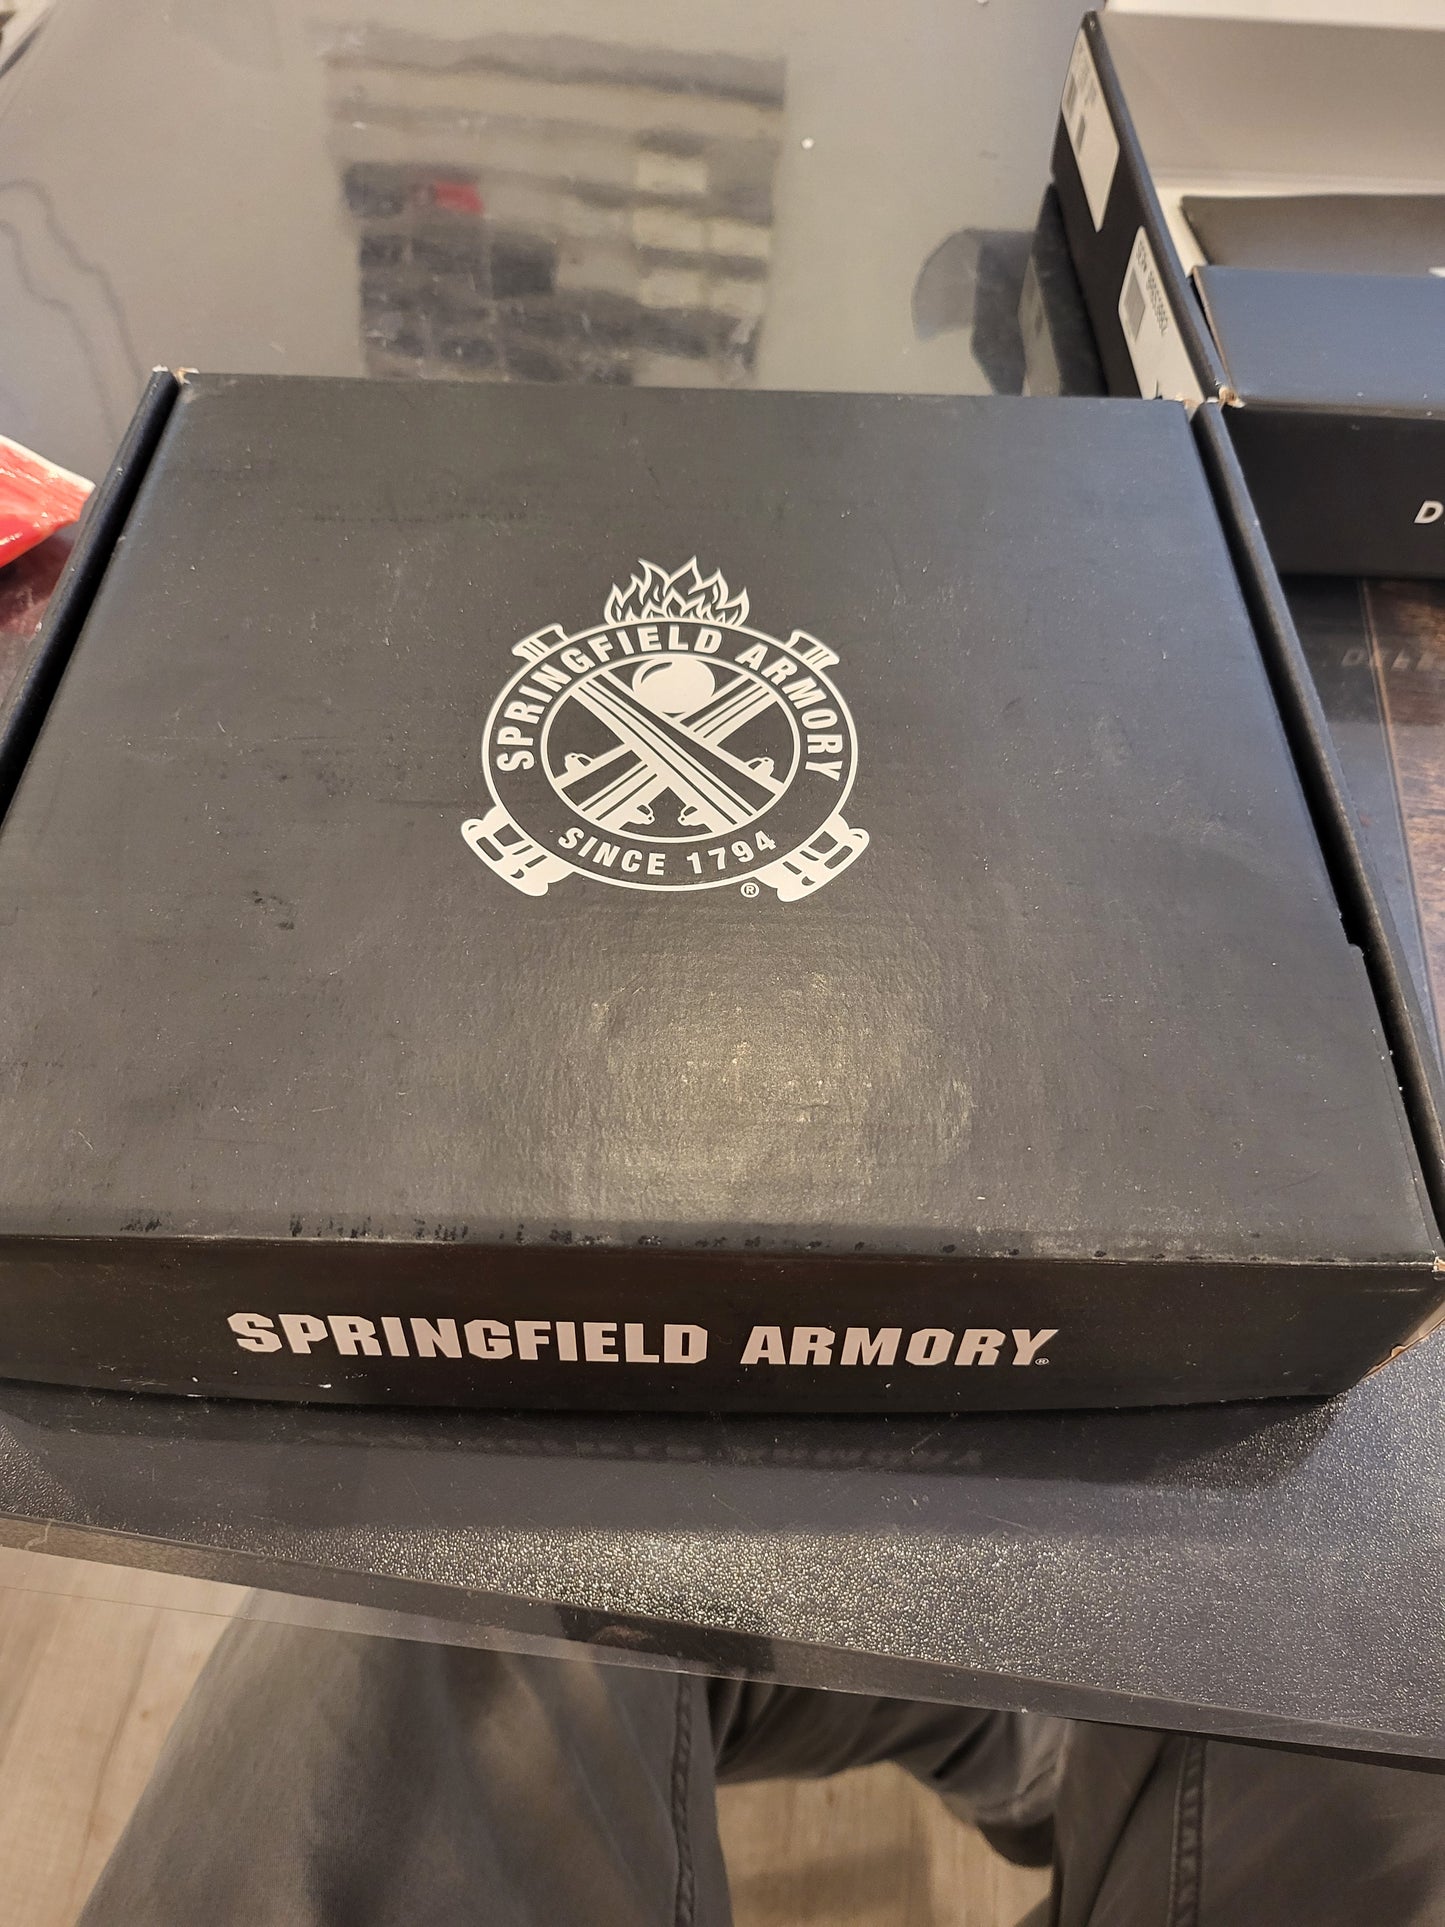 SPRINGFIELD ARMORY
SINCE 1794
®
SPRINGFIELD ARMORY®
D